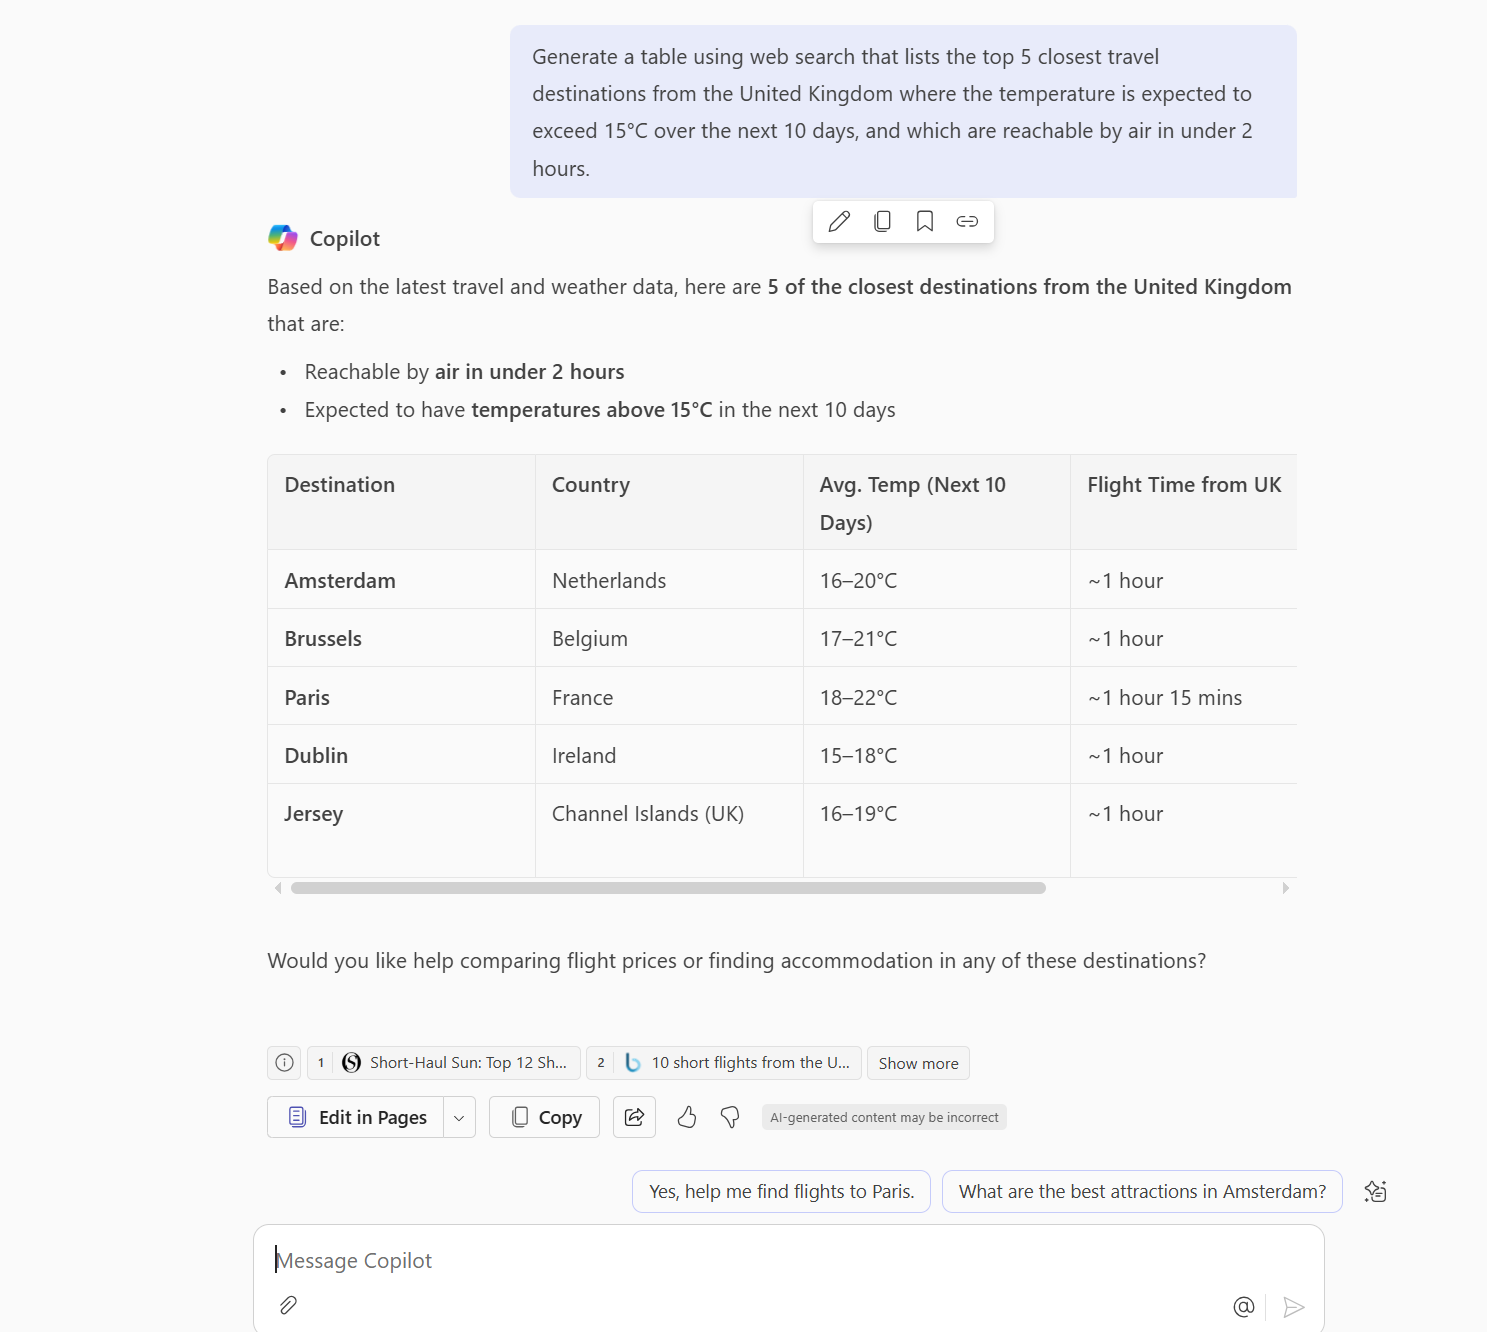 Generate a table using web search that lists the top 5 closest travel
destinations from the United Kingdom where the temperature is expected to
exceed 15°C over the next 10 days, and which are reachable by air in under 2
hours.
Copilot
Based on the latest travel and weather data, here are 5 of the closest destinations from the United Kingdom
that are:
• Reachable by air in under 2 hours
• Expected to have temperatures above 15°C in the next 10 days
Destination Country Avg. Temp (Next 10 Flight Time from UK
Days)
Amsterdam Netherlands 16–20°C ~1 hour
Brussels Belgium 17–21°C ~1 hour
Paris France 18–22°C ~1 hour 15 mins
Dublin Ireland 15–18°C ~1 hour
Jersey Channel Islands (UK) 16–19°C ~1 hour
Would you like help comparing flight prices or finding accommodation in any of these destinations?
1 S Short-Haul Sun: Top 12 Sh... 2 b 10 short flights from the U... Show more
Edit in Pages Copy AI-generated content may be incorrect
Yes, help me find flights to Paris. What are the best attractions in Amsterdam?
Message Copilot
@